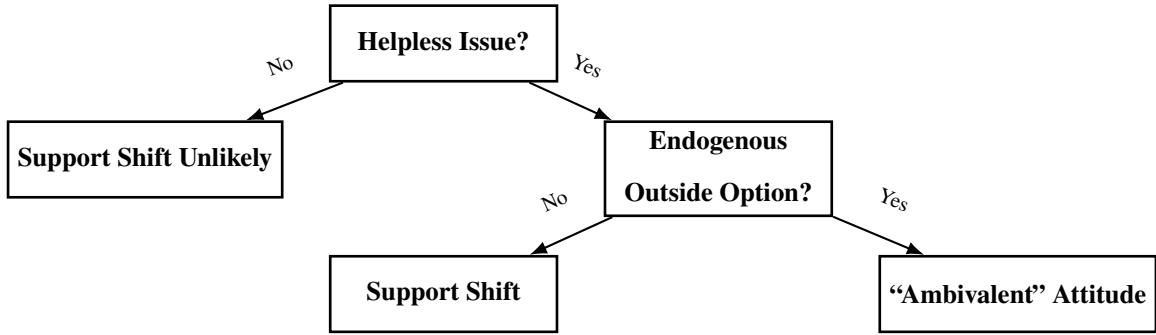 Helpless Issue?
No
Yes
Support Shift Unlikely
Endogenous
Outside Option?
No
Yes
Support Shift
“Ambivalent” Attitude